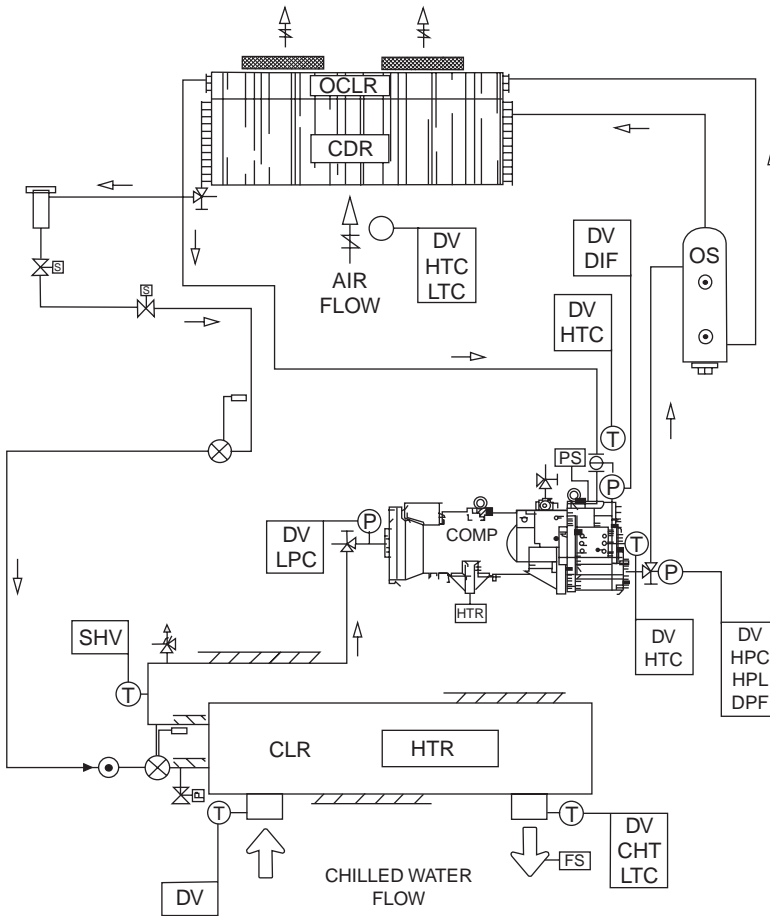 OCLR
CDR
AIR
FLOW
DV
HTC
LTC
DV
DIF
DV
HTC
OS
S
S
T
PS
P
COMP
P
DV
LPC
T
P
HTR
DV
HTC
DV
HPC
HPL
DPF
SHV
T
CLR
HTR
P
T
T
DV
CHT
LTC
FS
DV
CHILLED WATER
FLOW